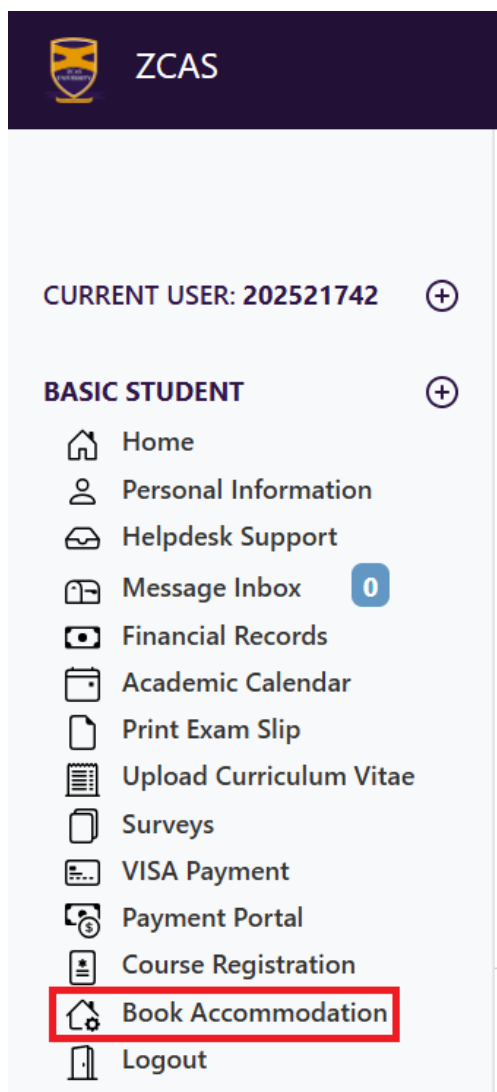 ZCAS
CURRENT USER: 202521742
BASIC STUDENT
Home
Personal Information
Helpdesk Support
Message Inbox 0
Financial Records
Academic Calendar
Print Exam Slip
Upload Curriculum Vitae
Surveys
VISA Payment
Payment Portal
Course Registration
Book Accommodation
Logout